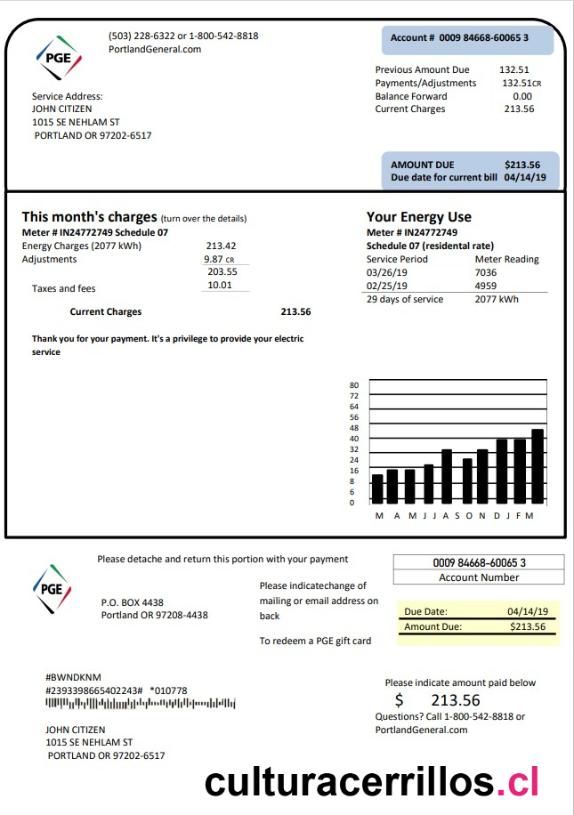 PGE
(503) 228-6322 or 1-800-542-8818
PortlandGeneral.com
Account # 0009 84668-60065 3
Previous Amount Due 132.51
Payments/Adjustments 132.51CR
Balance Forward 0.00
Current Charges 213.56
Service Address:
JOHN CITIZEN
1015 SE NEHLAM ST
PORTLAND OR 97202-6517
AMOUNT DUE $213.56
Due date for current bill 04/14/19
This month's charges (turn over the details)
Meter # IN24772749 Schedule 07
Energy Charges (2077 kWh) 213.42
Adjustments 9.87 CR
203.55
Taxes and fees 10.01
Current Charges 213.56
Thank you for your payment. It's a privilege to provide your electric
service
Your Energy Use
Meter # IN24772749
Schedule 07 (residental rate)
Service Period Meter Reading
03/26/19 7036
02/25/19 4959
29 days of service 2077 kWh
80
72
64
56
48
40
32
24
16
8
6
0
M A M J J A S O N D J F M
Please detache and return this portion with your payment
PGE
P.O. BOX 4438
Portland OR 97208-4438
Please indicatechange of
mailing or email address on
back
To redeem a PGE gift card
0009 84668-60065 3
Account Number
Due Date: 04/14/19
Amount Due: $213.56
#BWNDKNM
#2393398665402243# *010778
JOHN CITIZEN
1015 SE NEHLAM ST
PORTLAND OR 97202-6517
Please indicate amount paid below
$ 213.56
Questions? Call 1-800-542-8818 or
PortlandGeneral.com
culturacerrillos.cl